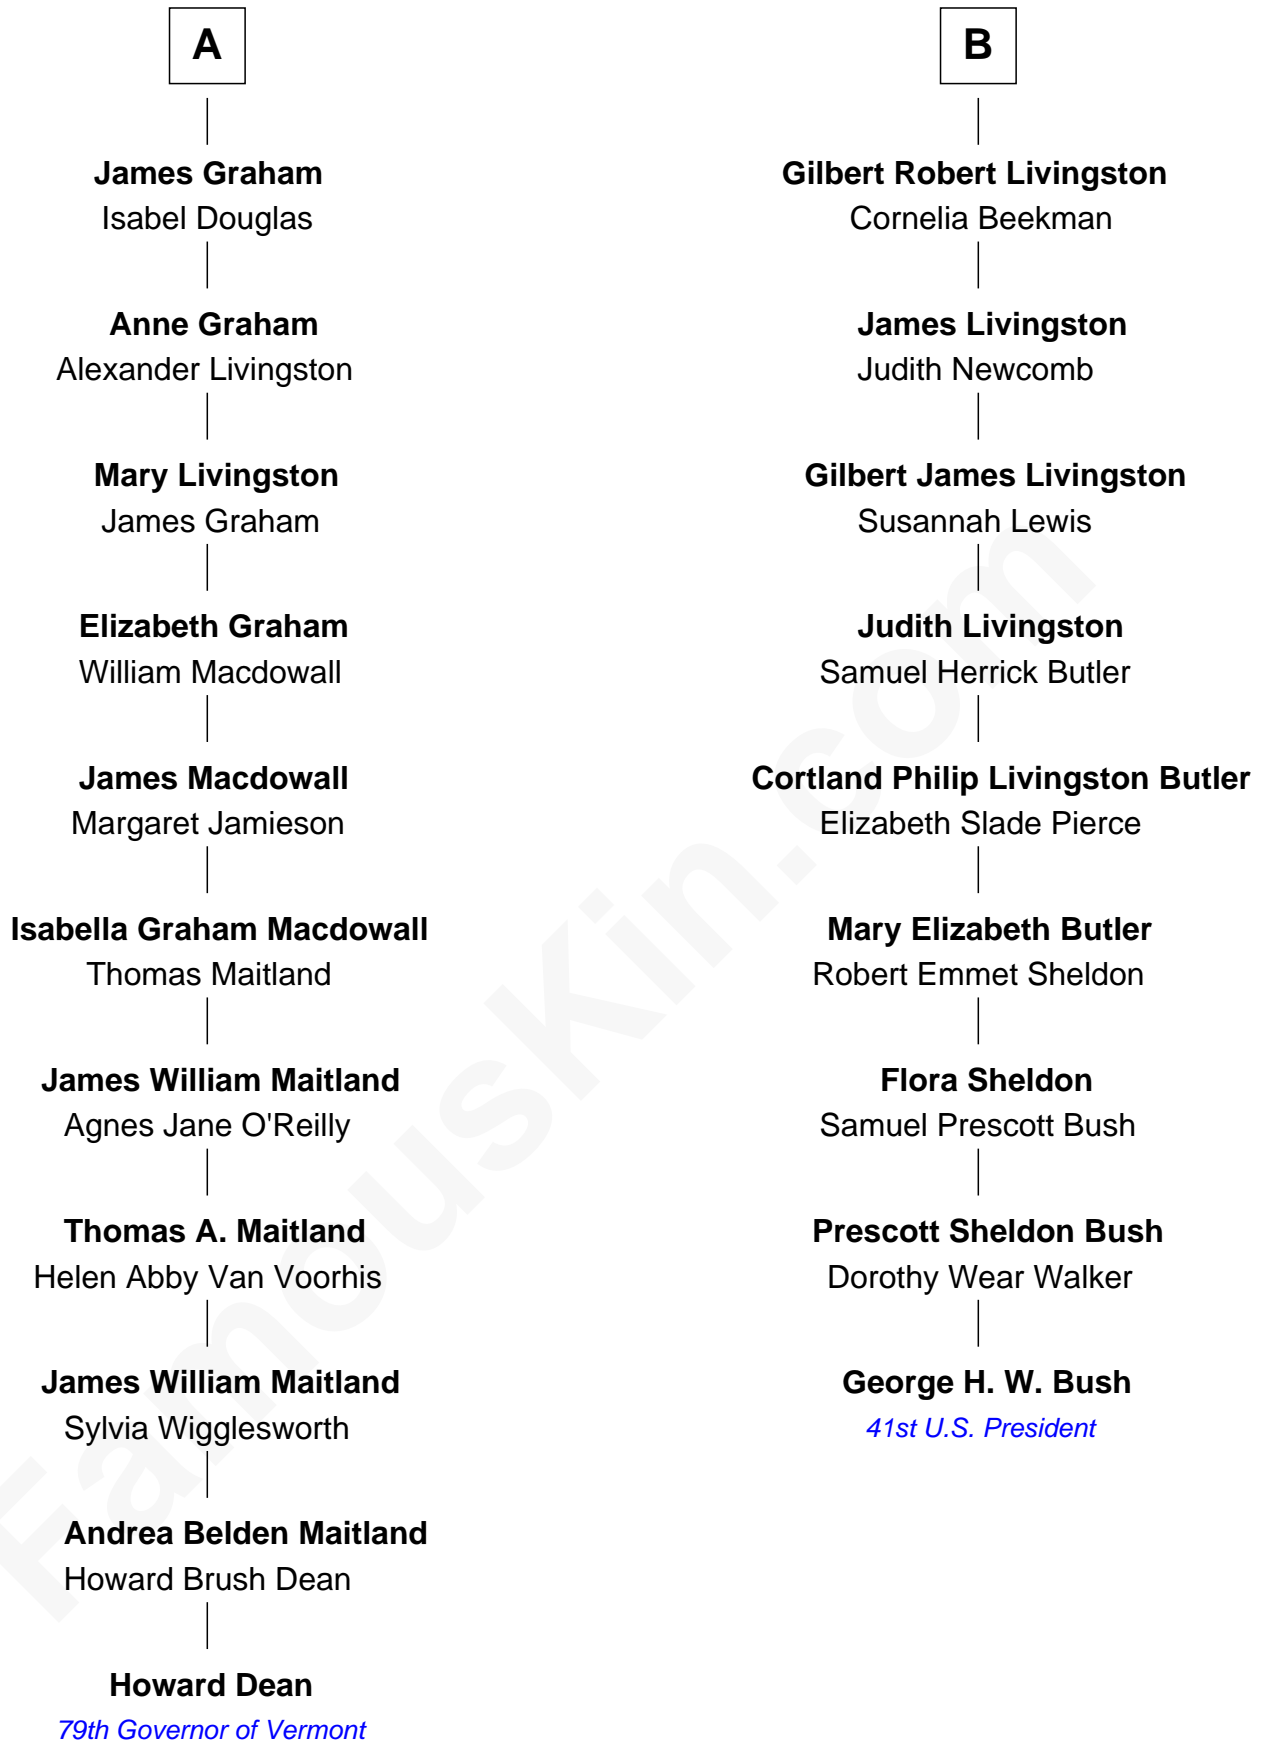 A
James Graham
Isabel Douglas
Anne Graham
Alexander Livingston
Mary Livingston
James Graham
Elizabeth Graham
William Macdowall
James Macdowall
Margaret Jamieson
Isabella Graham Macdowall
Thomas Maitland
James William Maitland
Agnes Jane O'Reilly
Thomas A. Maitland
Helen Abby Van Voorhis
James William Maitland
Sylvia Wigglesworth
Andrea Belden Maitland
Howard Brush Dean
Howard Dean
79th Governor of Vermont
B
Gilbert Robert Livingston
Cornelia Beekman
James Livingston
Judith Newcomb
Gilbert James Livingston
Susannah Lewis
Judith Livingston
Samuel Herrick Butler
Cortland Philip Livingston Butler
Elizabeth Slade Pierce
Mary Elizabeth Butler
Robert Emmet Sheldon
Flora Sheldon
Samuel Prescott Bush
Prescott Sheldon Bush
Dorothy Wear Walker
George H. W. Bush
41st U.S. President
FamousKin.com